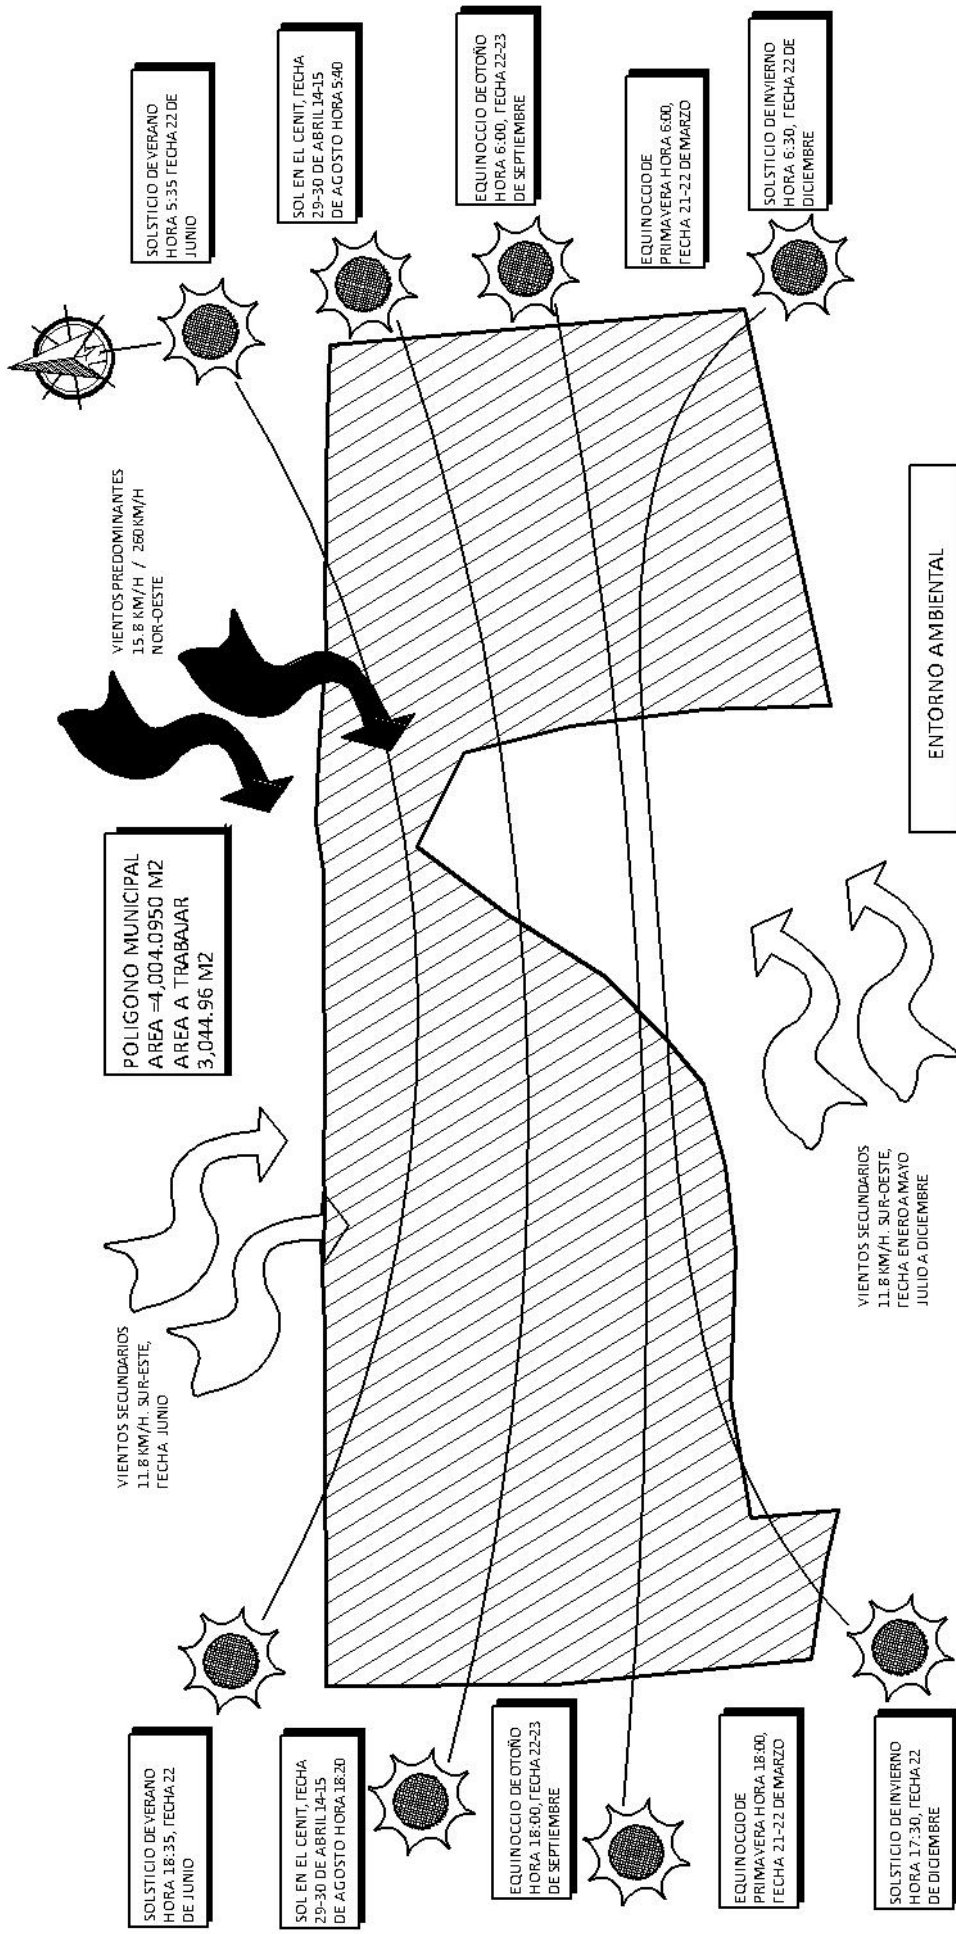 SOLSTICIO DE VERANO
HORA 18:35, FECHA 22
DE JUNIO
SOL EN EL CENIT, FECHA
29-30 DE ABRIL 14-15
DE AGOSTO HORA 18:20
EQUINOCCIO DE OTOÑO
HORA 18:00, FECHA 22-23
DE SEPTIEMBRE
EQUINOCCIO DE
PRIMAVERA HORA 18:00,
FECHA 21-22 DE MARZO
SOLSTICIO DE INVIERNO
HORA 17:30, FECHA 22
DE DICIEMBRE
VIENTOS SECUNDARIOS
11.8 KM/H. SUR-ESTE,
FECHA JUNIO
POLIGONO MUNICIPAL
AREA =4,004.0950 M2
AREA A TRABAJAR
3,044.96 M2
VIENTOS PREDOMINANTES
15.8 KM/H / 260KM/H
NOR-OESTE
VIENTOS SECUNDARIOS
11.8 KM/H. SUR-OESTE,
FECHA ENERO A MAYO
JULIO A DICIEMBRE
ENTORNO AMBIENTAL
SOLSTICIO DE VERANO
HORA 5:35 FECHA 22 DE
JUNIO
SOL EN EL CENIT, FECHA
29-30 DE ABRIL 14-15
DE AGOSTO HORA 5:40
EQUINOCCIO DE OTOÑO
HORA 6:00, FECHA 22-23
DE SEPTIEMBRE
EQUINOCCIO DE
PRIMAVERA HORA 6:00,
FECHA 21-22 DE MARZO
SOLSTICIO DE INVIERNO
HORA 6:30, FECHA 22 DE
DICIEMBRE